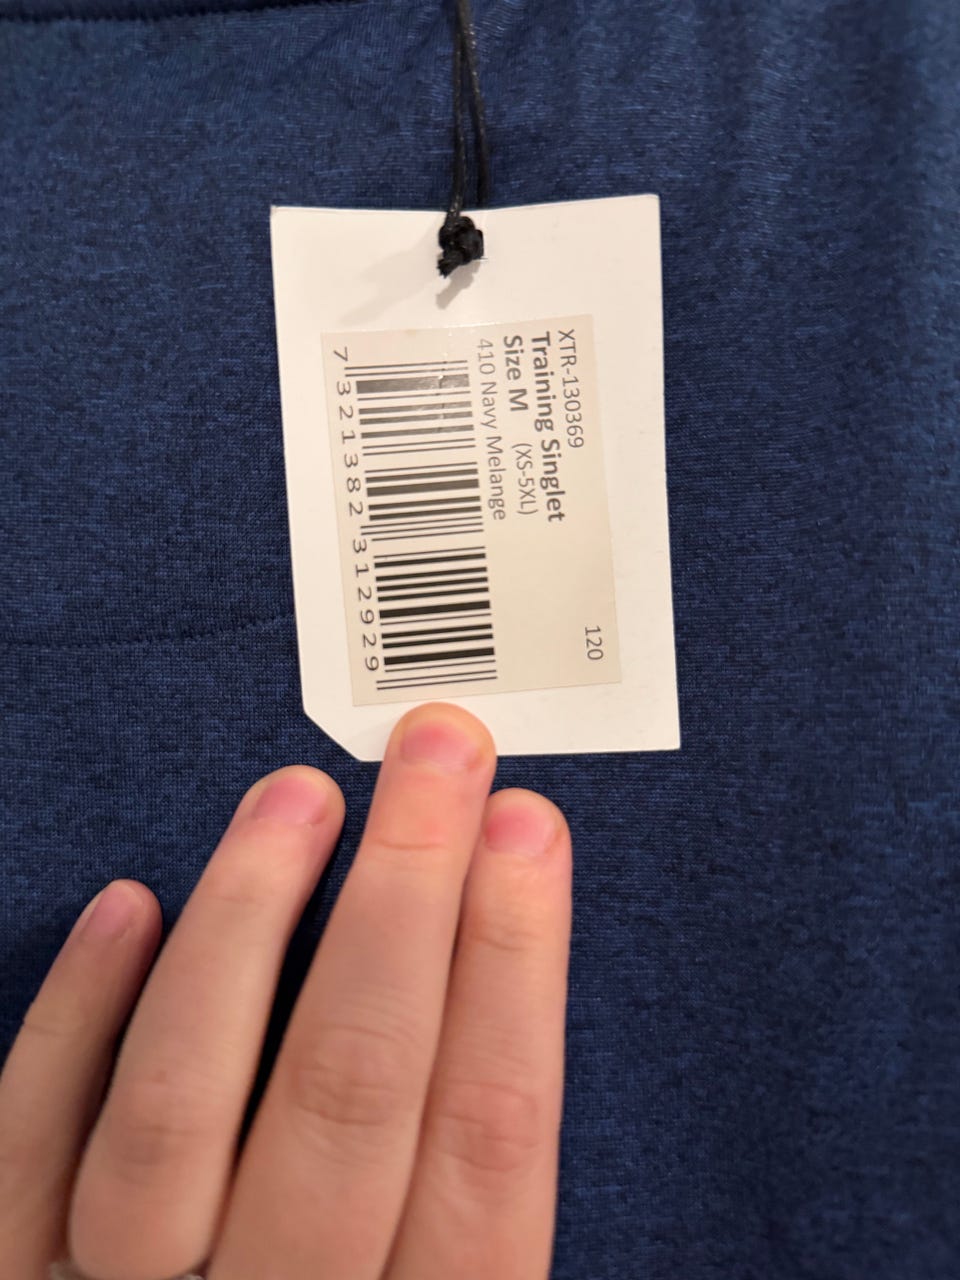 XTR-130369
120
Training Singlet
Size M (XS-5XL)
410 Navy Melange
7 321382 312929